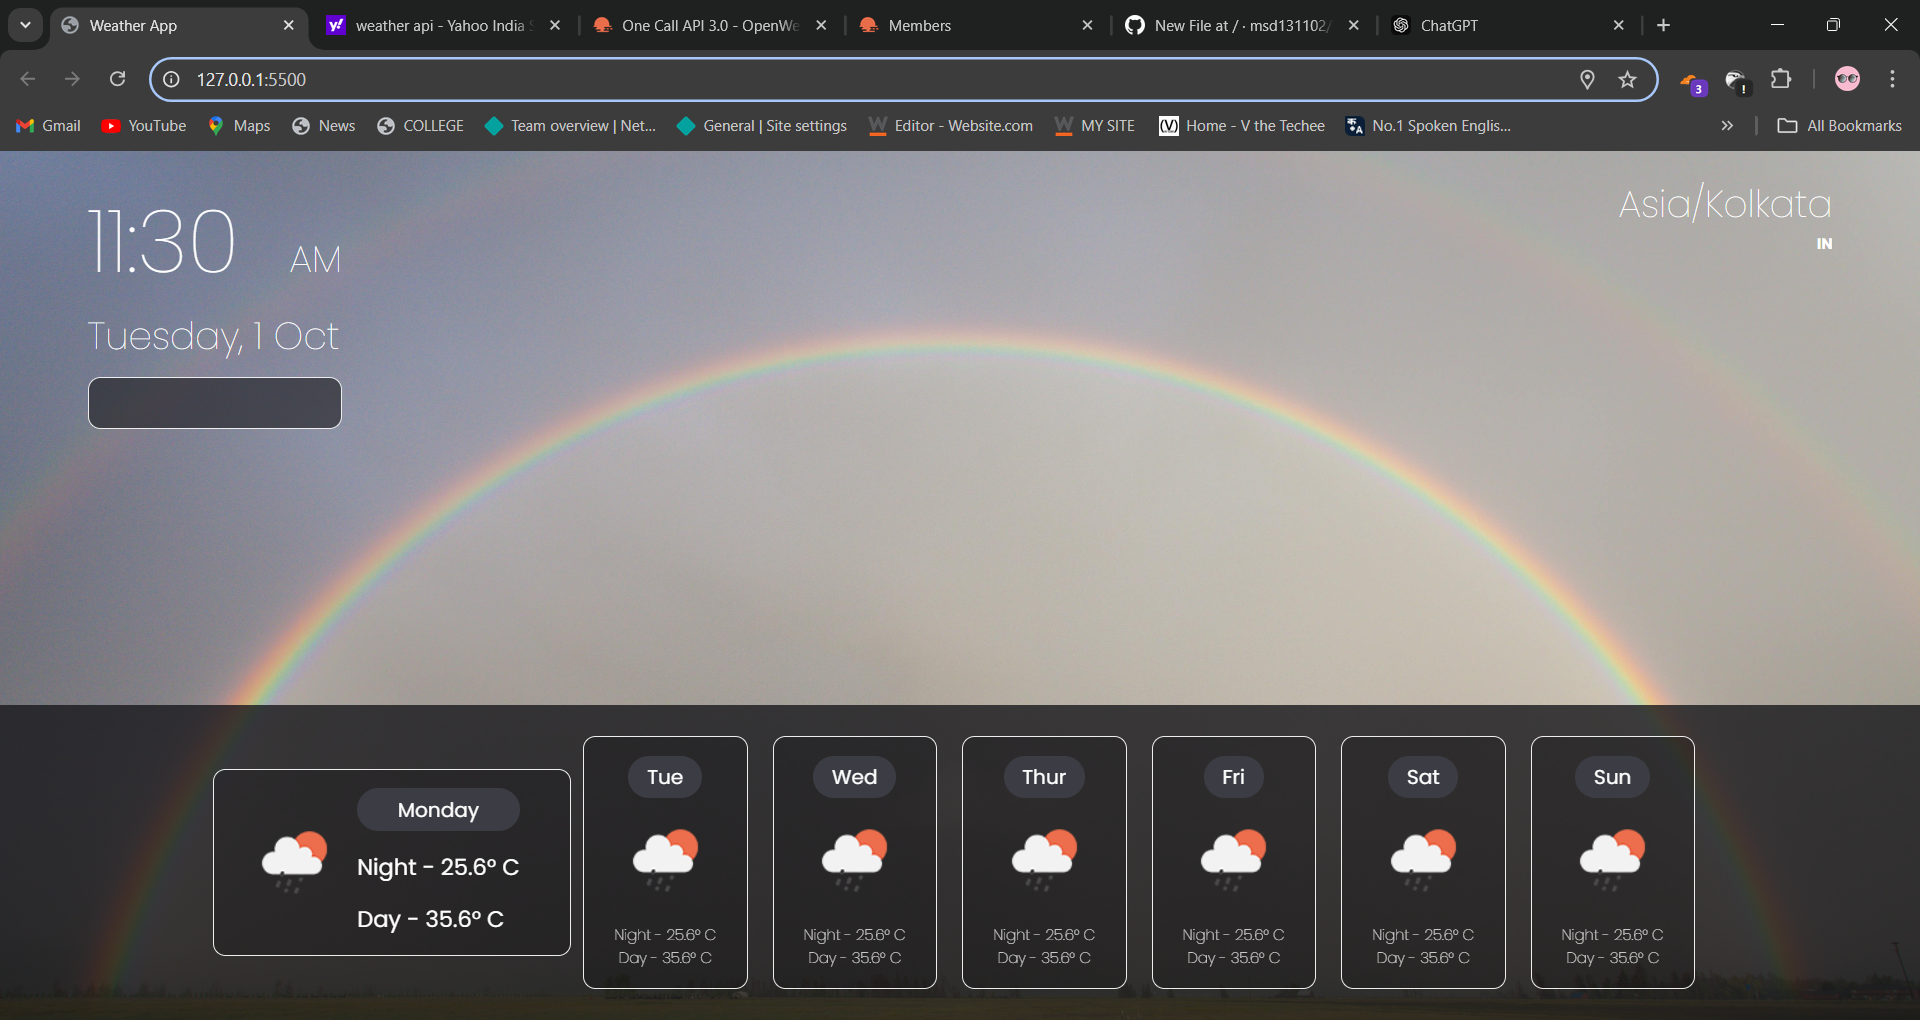 Weather App
weather api - Yahoo India
One Call API 3.0 - OpenWe
Members
New File at / · msd131102/
ChatGPT
127.0.0.1:5500
3
!
Gmail
YouTube
Maps
News
COLLEGE
Team overview | Net...
General | Site settings
Editor - Website.com
MY SITE
Home - V the Techee
No.1 Spoken Englis...
All Bookmarks
11:30 AM
Tuesday, 1 Oct
Asia/Kolkata
IN
Monday
Night - 25.6° C
Day - 35.6° C
Tue
Night - 25.6° C
Day - 35.6° C
Wed
Night - 25.6° C
Day - 35.6° C
Thur
Night - 25.6° C
Day - 35.6° C
Fri
Night - 25.6° C
Day - 35.6° C
Sat
Night - 25.6° C
Day - 35.6° C
Sun
Night - 25.6° C
Day - 35.6° C